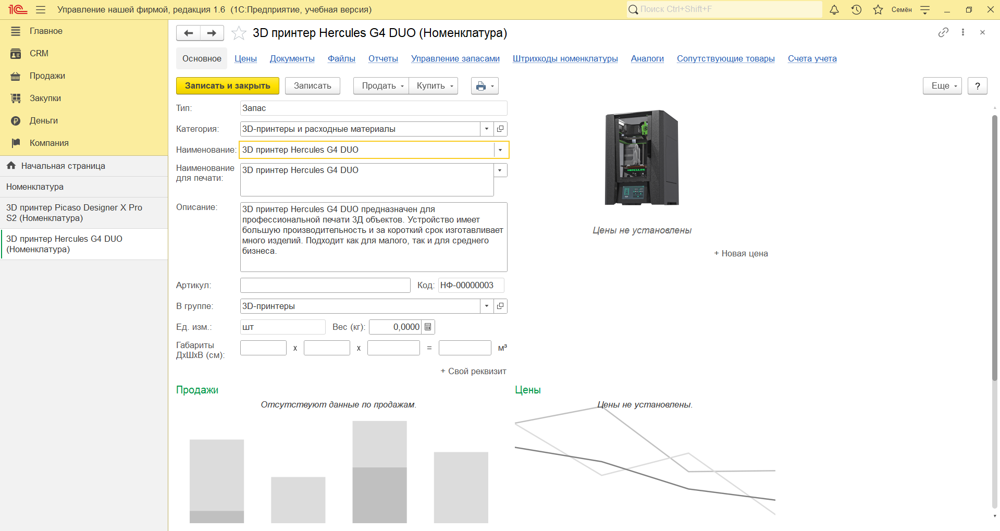 1С Управление нашей фирмой, редакция 1.6 (1С:Предприятие, учебная версия)
Поиск Ctrl+Shift+F
Семён
Главное
CRM
Продажи
Закупки
Деньги
Компания
Начальная страница
Номенклатура
3D принтер Picaso Designer X Pro
S2 (Номенклатура)
3D принтер Hercules G4 DUO
(Номенклатура)
3D принтер Hercules G4 DUO (Номенклатура)
Основное Цены Документы Файлы Отчеты Управление запасами Штрихкоды номенклатуры Аналоги Сопутствующие товары Счета учета
Записать и закрыть Записать Продать Купить Еще ?
Тип: Запас
Категория: 3D-принтеры и расходные материалы
Наименование: 3D принтер Hercules G4 DUO
Наименование
для печати:
3D принтер Hercules G4 DUO
Описание:
3D принтер Hercules G4 DUO предназначен для
профессиональной печати 3Д объектов. Устройство имеет
большую производительность и за короткий срок изготавливает
много изделий. Подходит как для малого, так и для среднего
бизнеса.
Артикул: Код: НФ-00000003
В группе: 3D-принтеры
Ед. изм.: шт Вес (кг): 0,0000
Габариты
ДхШхВ (см):
x x = м³
+ Свой реквизит
HERCULES
Цены не установлены
+ Новая цена
Продажи
Отсутствуют данные по продажам.
Цены
Цены не установлены.